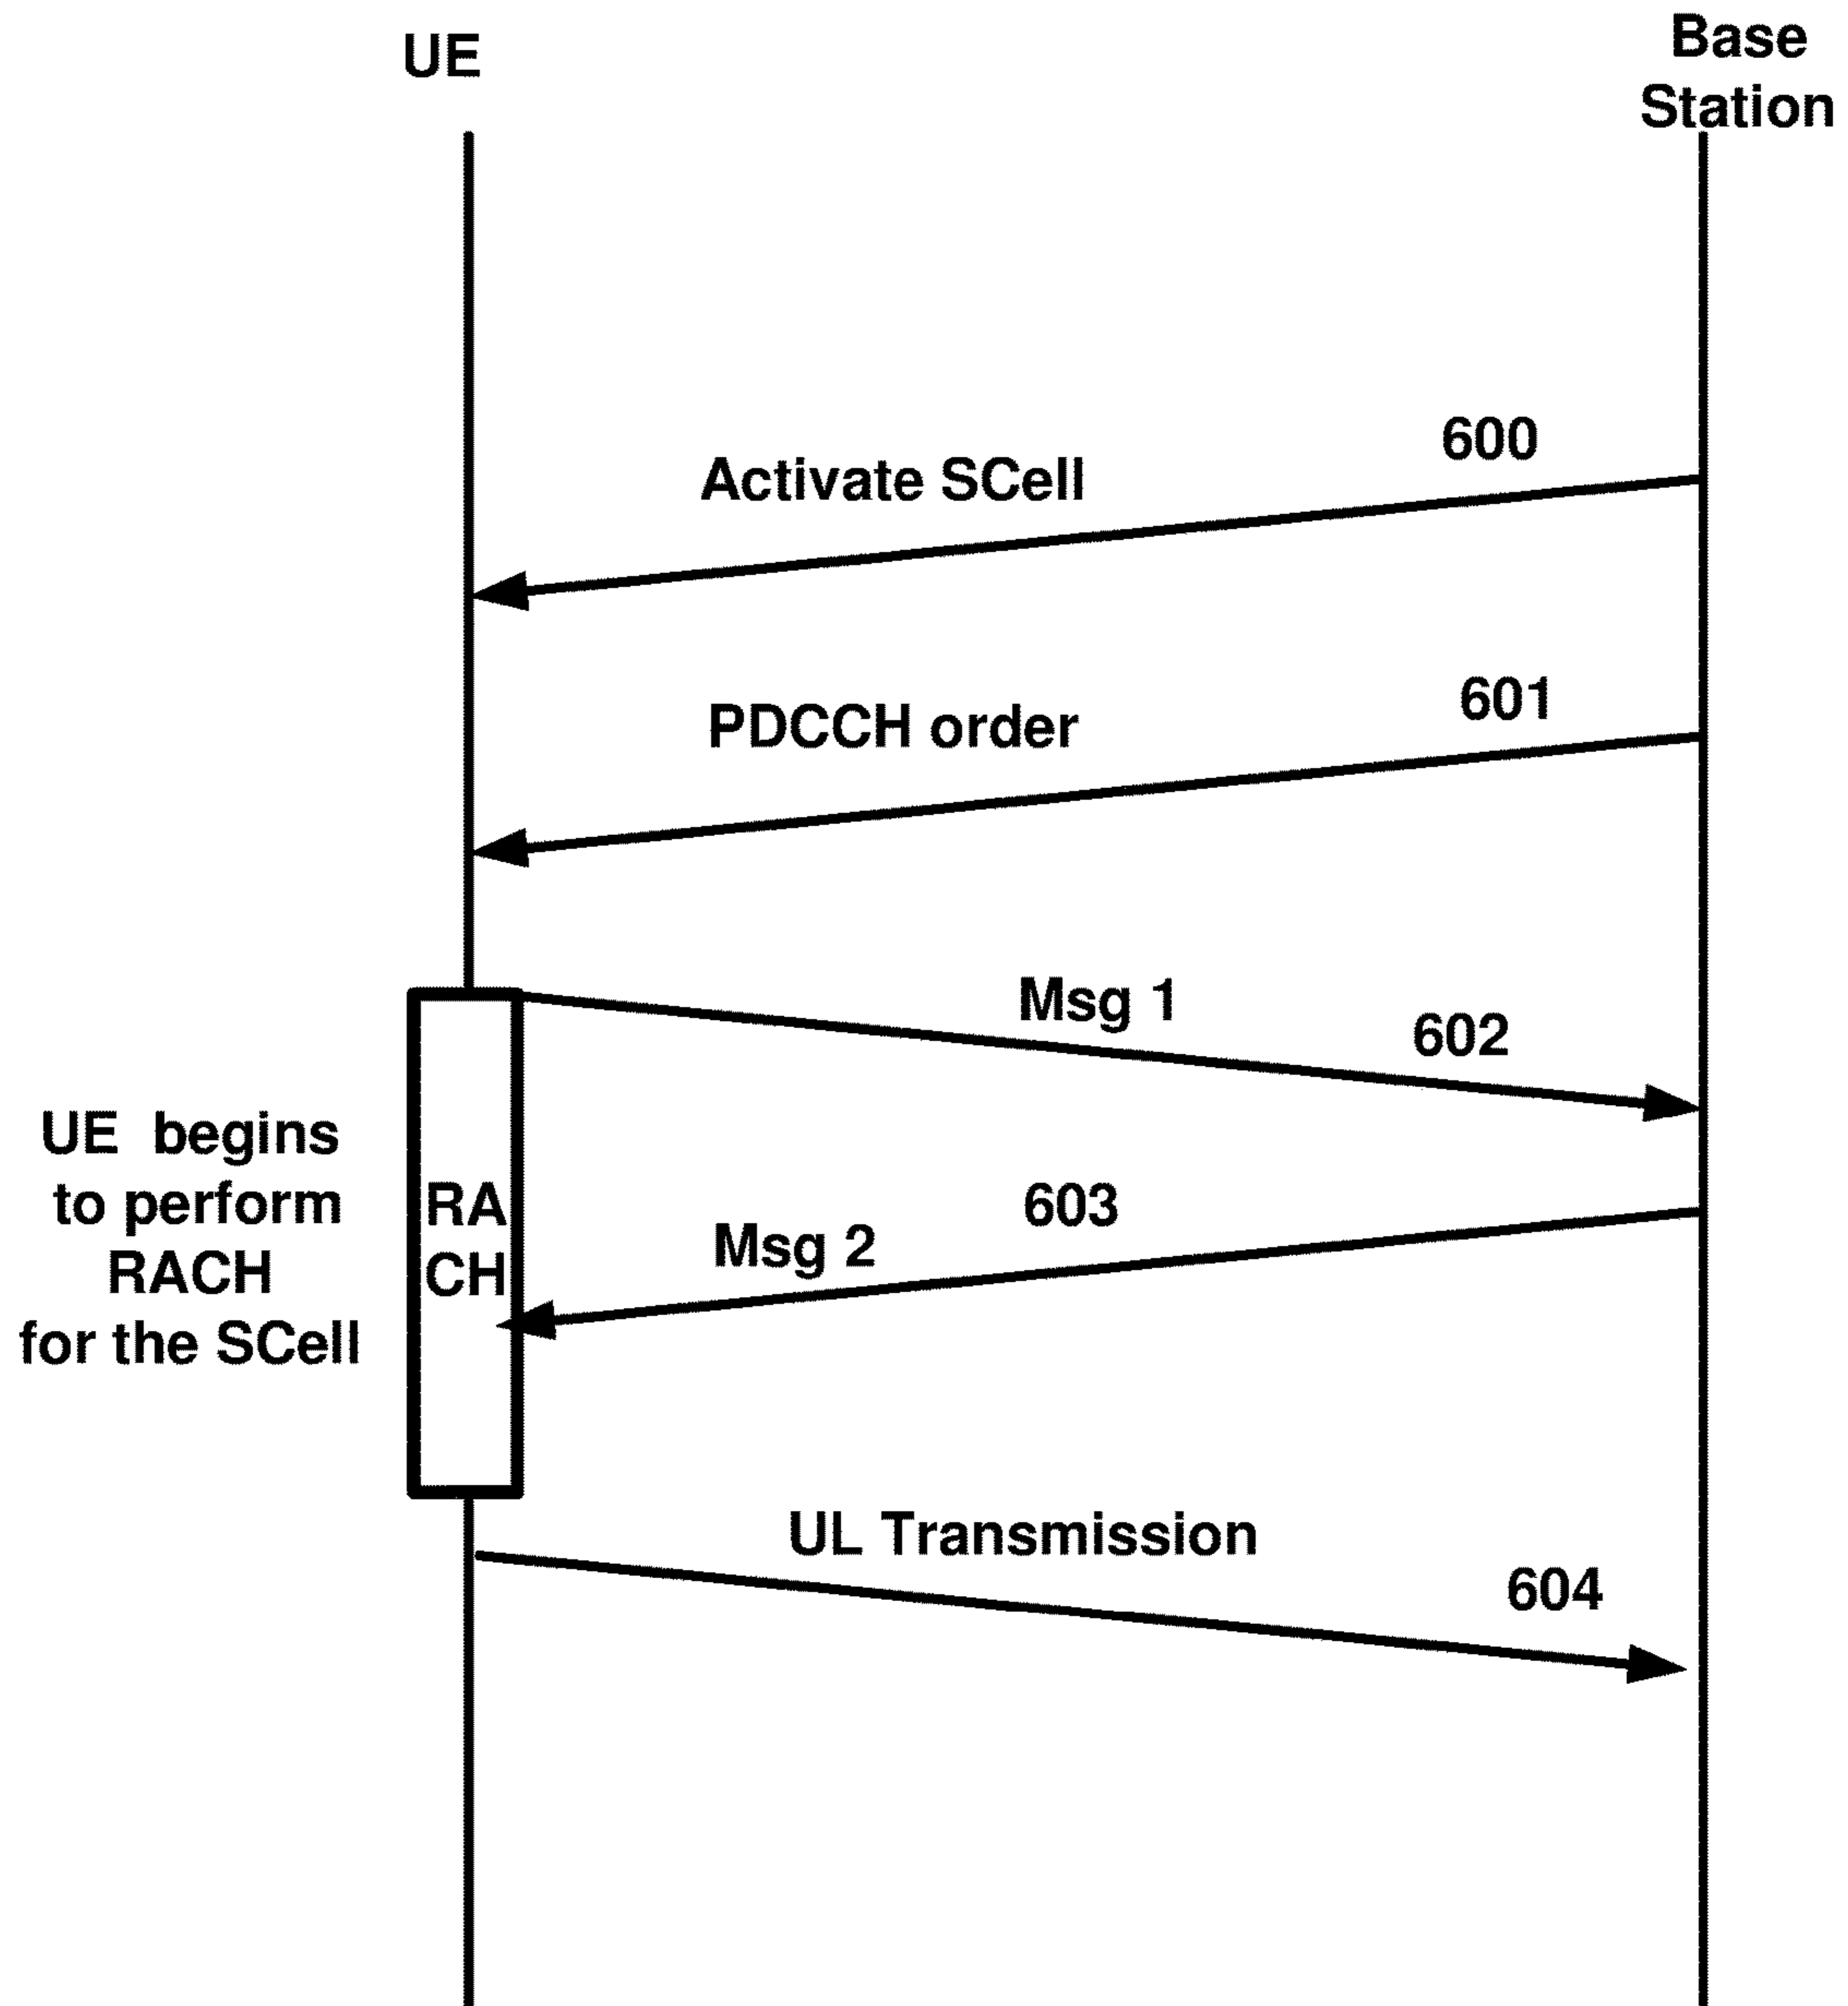 UE
Base
Station
600
Activate SCell
601
PDCCH order
Msg 1
602
UE begins
to perform
RACH
for the SCell
RA
CH
603
Msg 2
UL Transmission
604